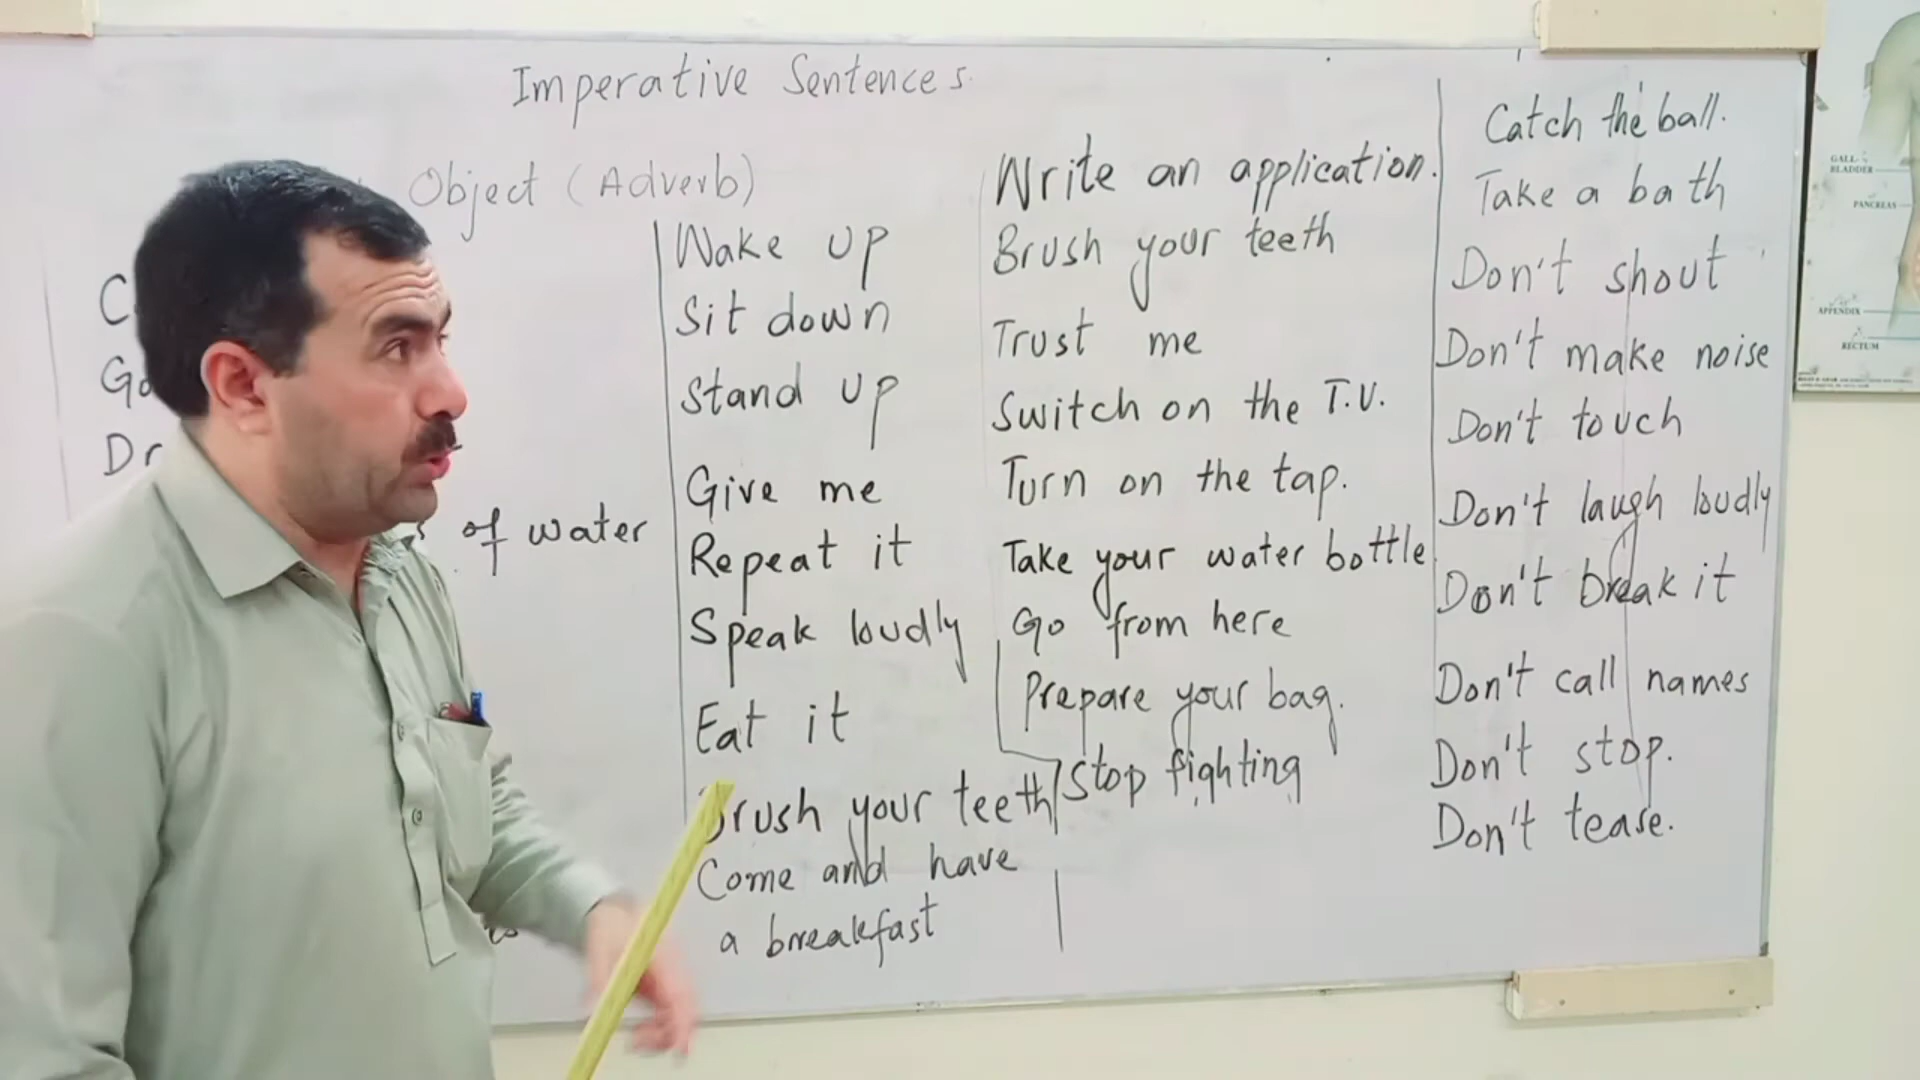 Imperative Sentences
Object (Adverb)
of water
Wake up
Sit down
Stand up
Give me
Repeat it
Speak loudly
Eat it
Brush your teeth
Come and have
a breakfast
Write an application.
Brush your teeth
Trust me
Switch on the T.V.
Turn on the tap.
Take your water bottle
Go from here
Prepare your bag.
Stop fighting
Catch the ball.
Take a bath
Don't shout
Don't make noise
Don't touch
Don't laugh loudly
Don't break it
Don't call names
Don't stop.
Don't tease.
GALL-
BLADDER
PANCREAS
APPENDIX
RECTUM